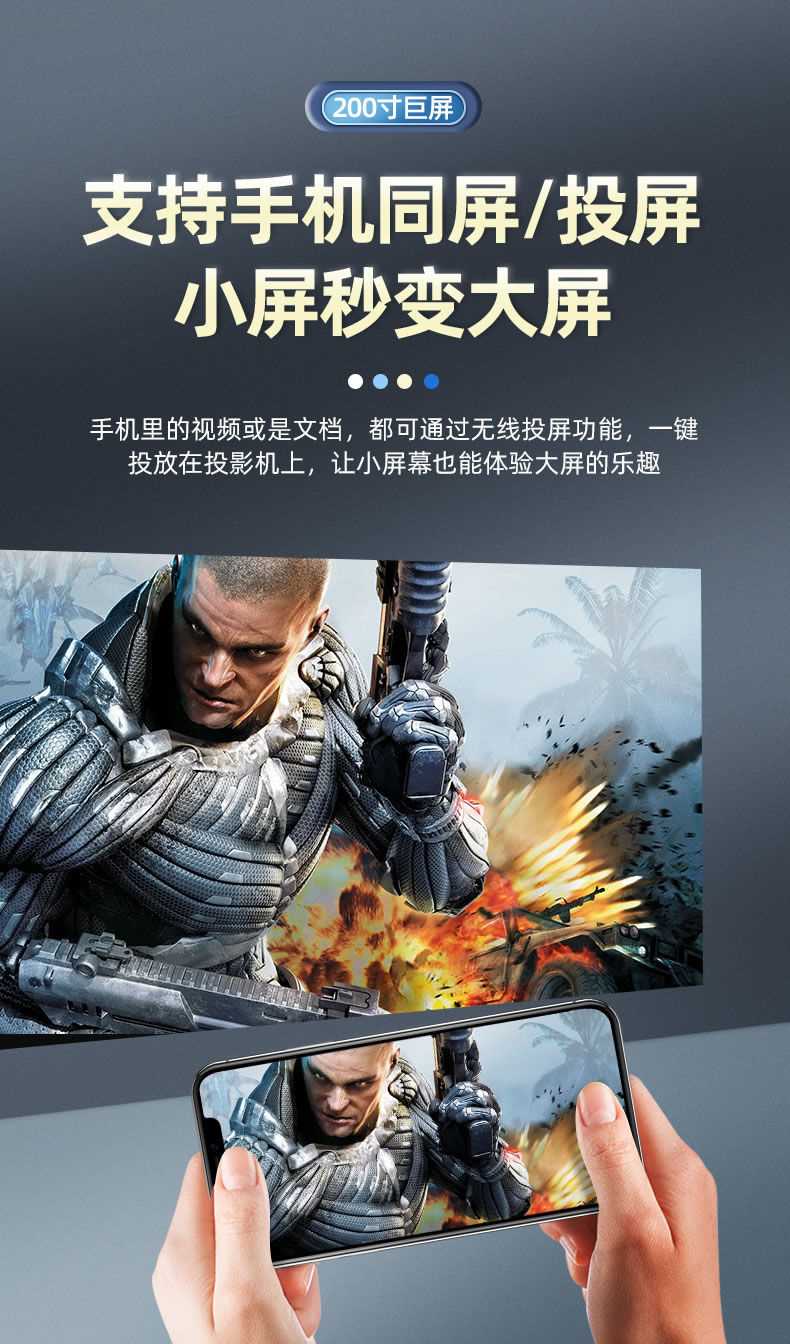 200寸巨屏
支持手机同屏/投屏
小屏秒变大屏
手机里的视频或是文档，都可通过无线投屏功能，一键
投放在投影机上，让小屏幕也能体验大屏的乐趣